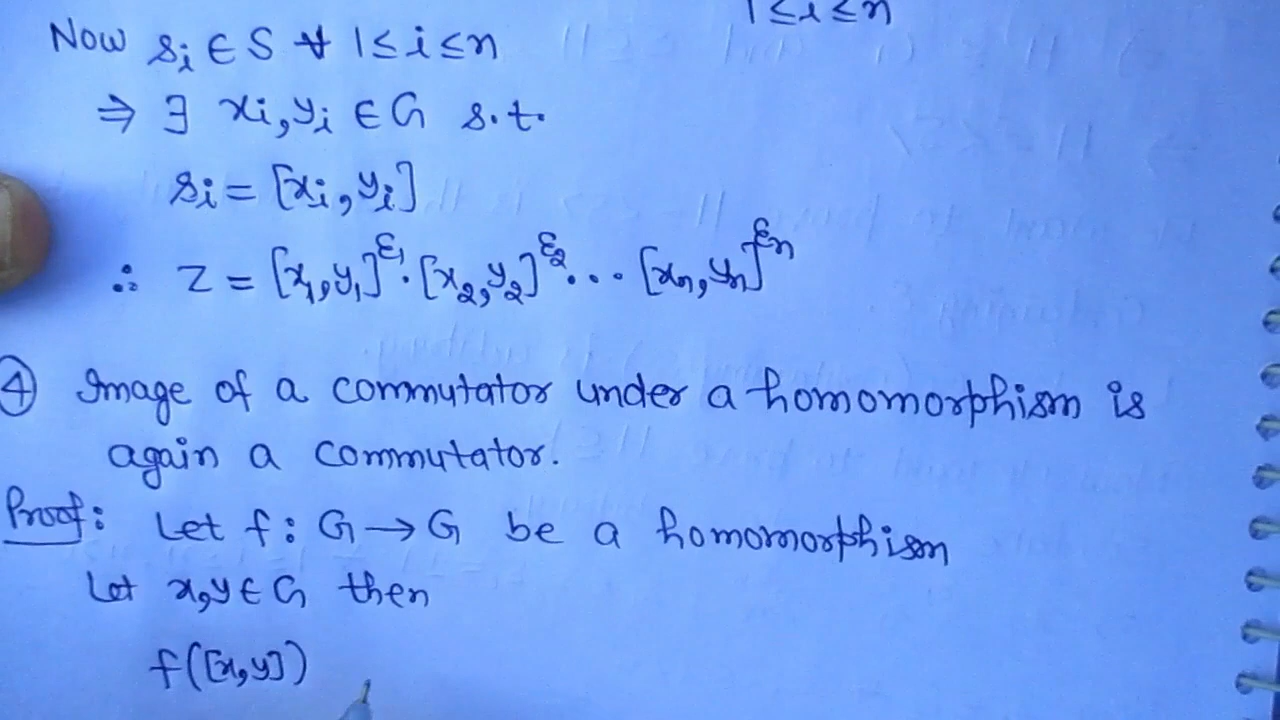 1≤i≤n
Now sᵢ ∈ S ∀ 1≤i≤n
⇒ ∃ xᵢ, yᵢ ∈ G s.t.
sᵢ = [xᵢ, yᵢ]
∴ z = [x₁, y₁]^ε₁ · [x₂, y₂]^ε₂ ... [xₙ, yₙ]^εₙ
④ Image of a commutator under a homomorphism is
again a commutator.
Proof: Let f: G → G be a homomorphism
Let x, y ∈ G then
f([x, y])